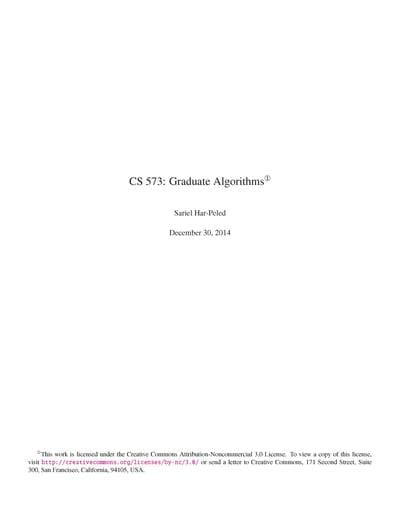 CS 573: Graduate Algorithms①
Sariel Har-Peled
December 30, 2014
①This work is licensed under the Creative Commons Attribution-Noncommercial 3.0 License. To view a copy of this license,
visit http://creativecommons.org/licenses/by-nc/3.0/ or send a letter to Creative Commons, 171 Second Street, Suite
300, San Francisco, California, 94105, USA.